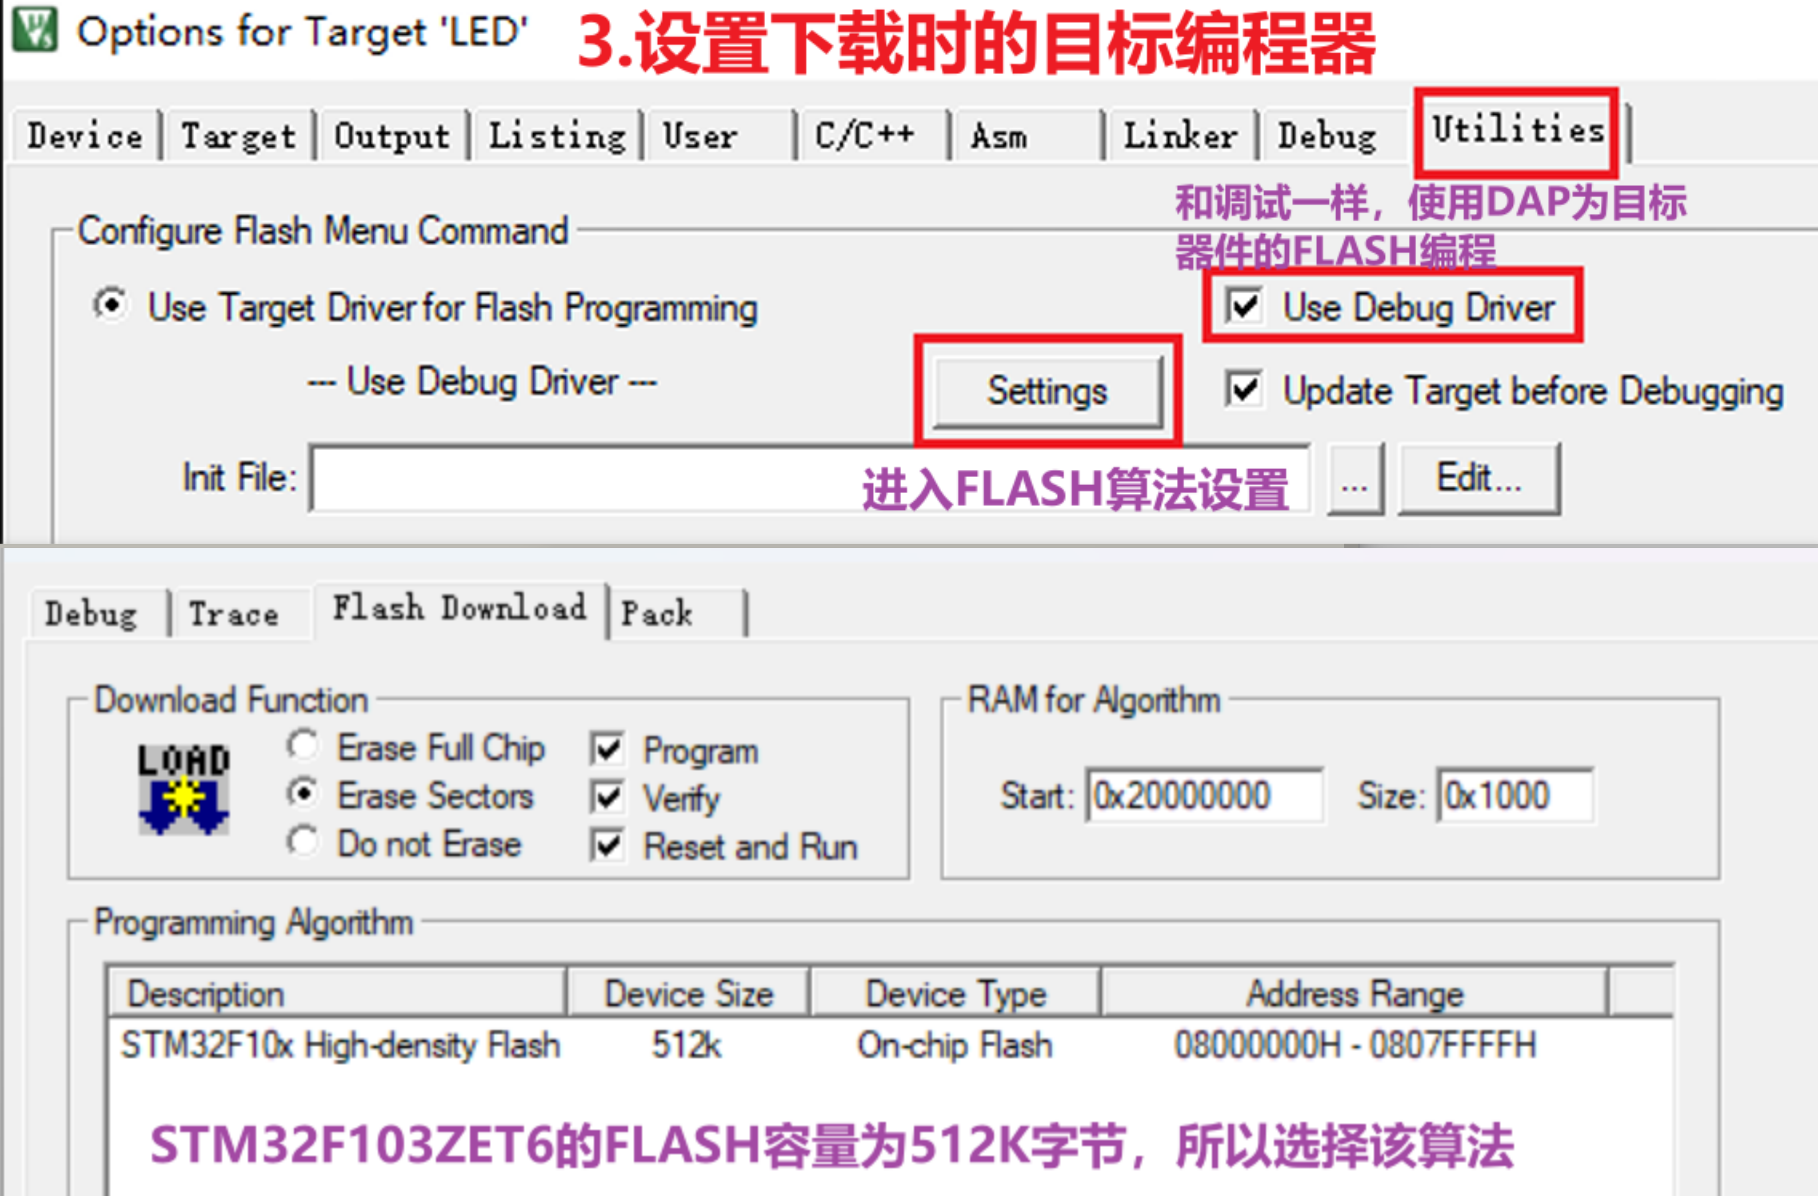 Options for Target 'LED'
3.设置下载时的目标编程器
Device Target Output Listing User C/C++ Asm Linker Debug Utilities
和调试一样，使用DAP为目标
器件的FLASH编程
Configure Flash Menu Command
Use Target Driver for Flash Programming
Use Debug Driver
--- Use Debug Driver ---
Settings
Update Target before Debugging
Init File:
进入FLASH算法设置
...
Edit...
Debug Trace Flash Download Pack
Download Function
LOAD
Erase Full Chip
Erase Sectors
Do not Erase
Program
Verify
Reset and Run
RAM for Algorithm
Start: 0x20000000 Size: 0x1000
Programming Algorithm
Description Device Size Device Type Address Range
STM32F10x High-density Flash 512k On-chip Flash 08000000H - 0807FFFFH
STM32F103ZET6的FLASH容量为512K字节，所以选择该算法